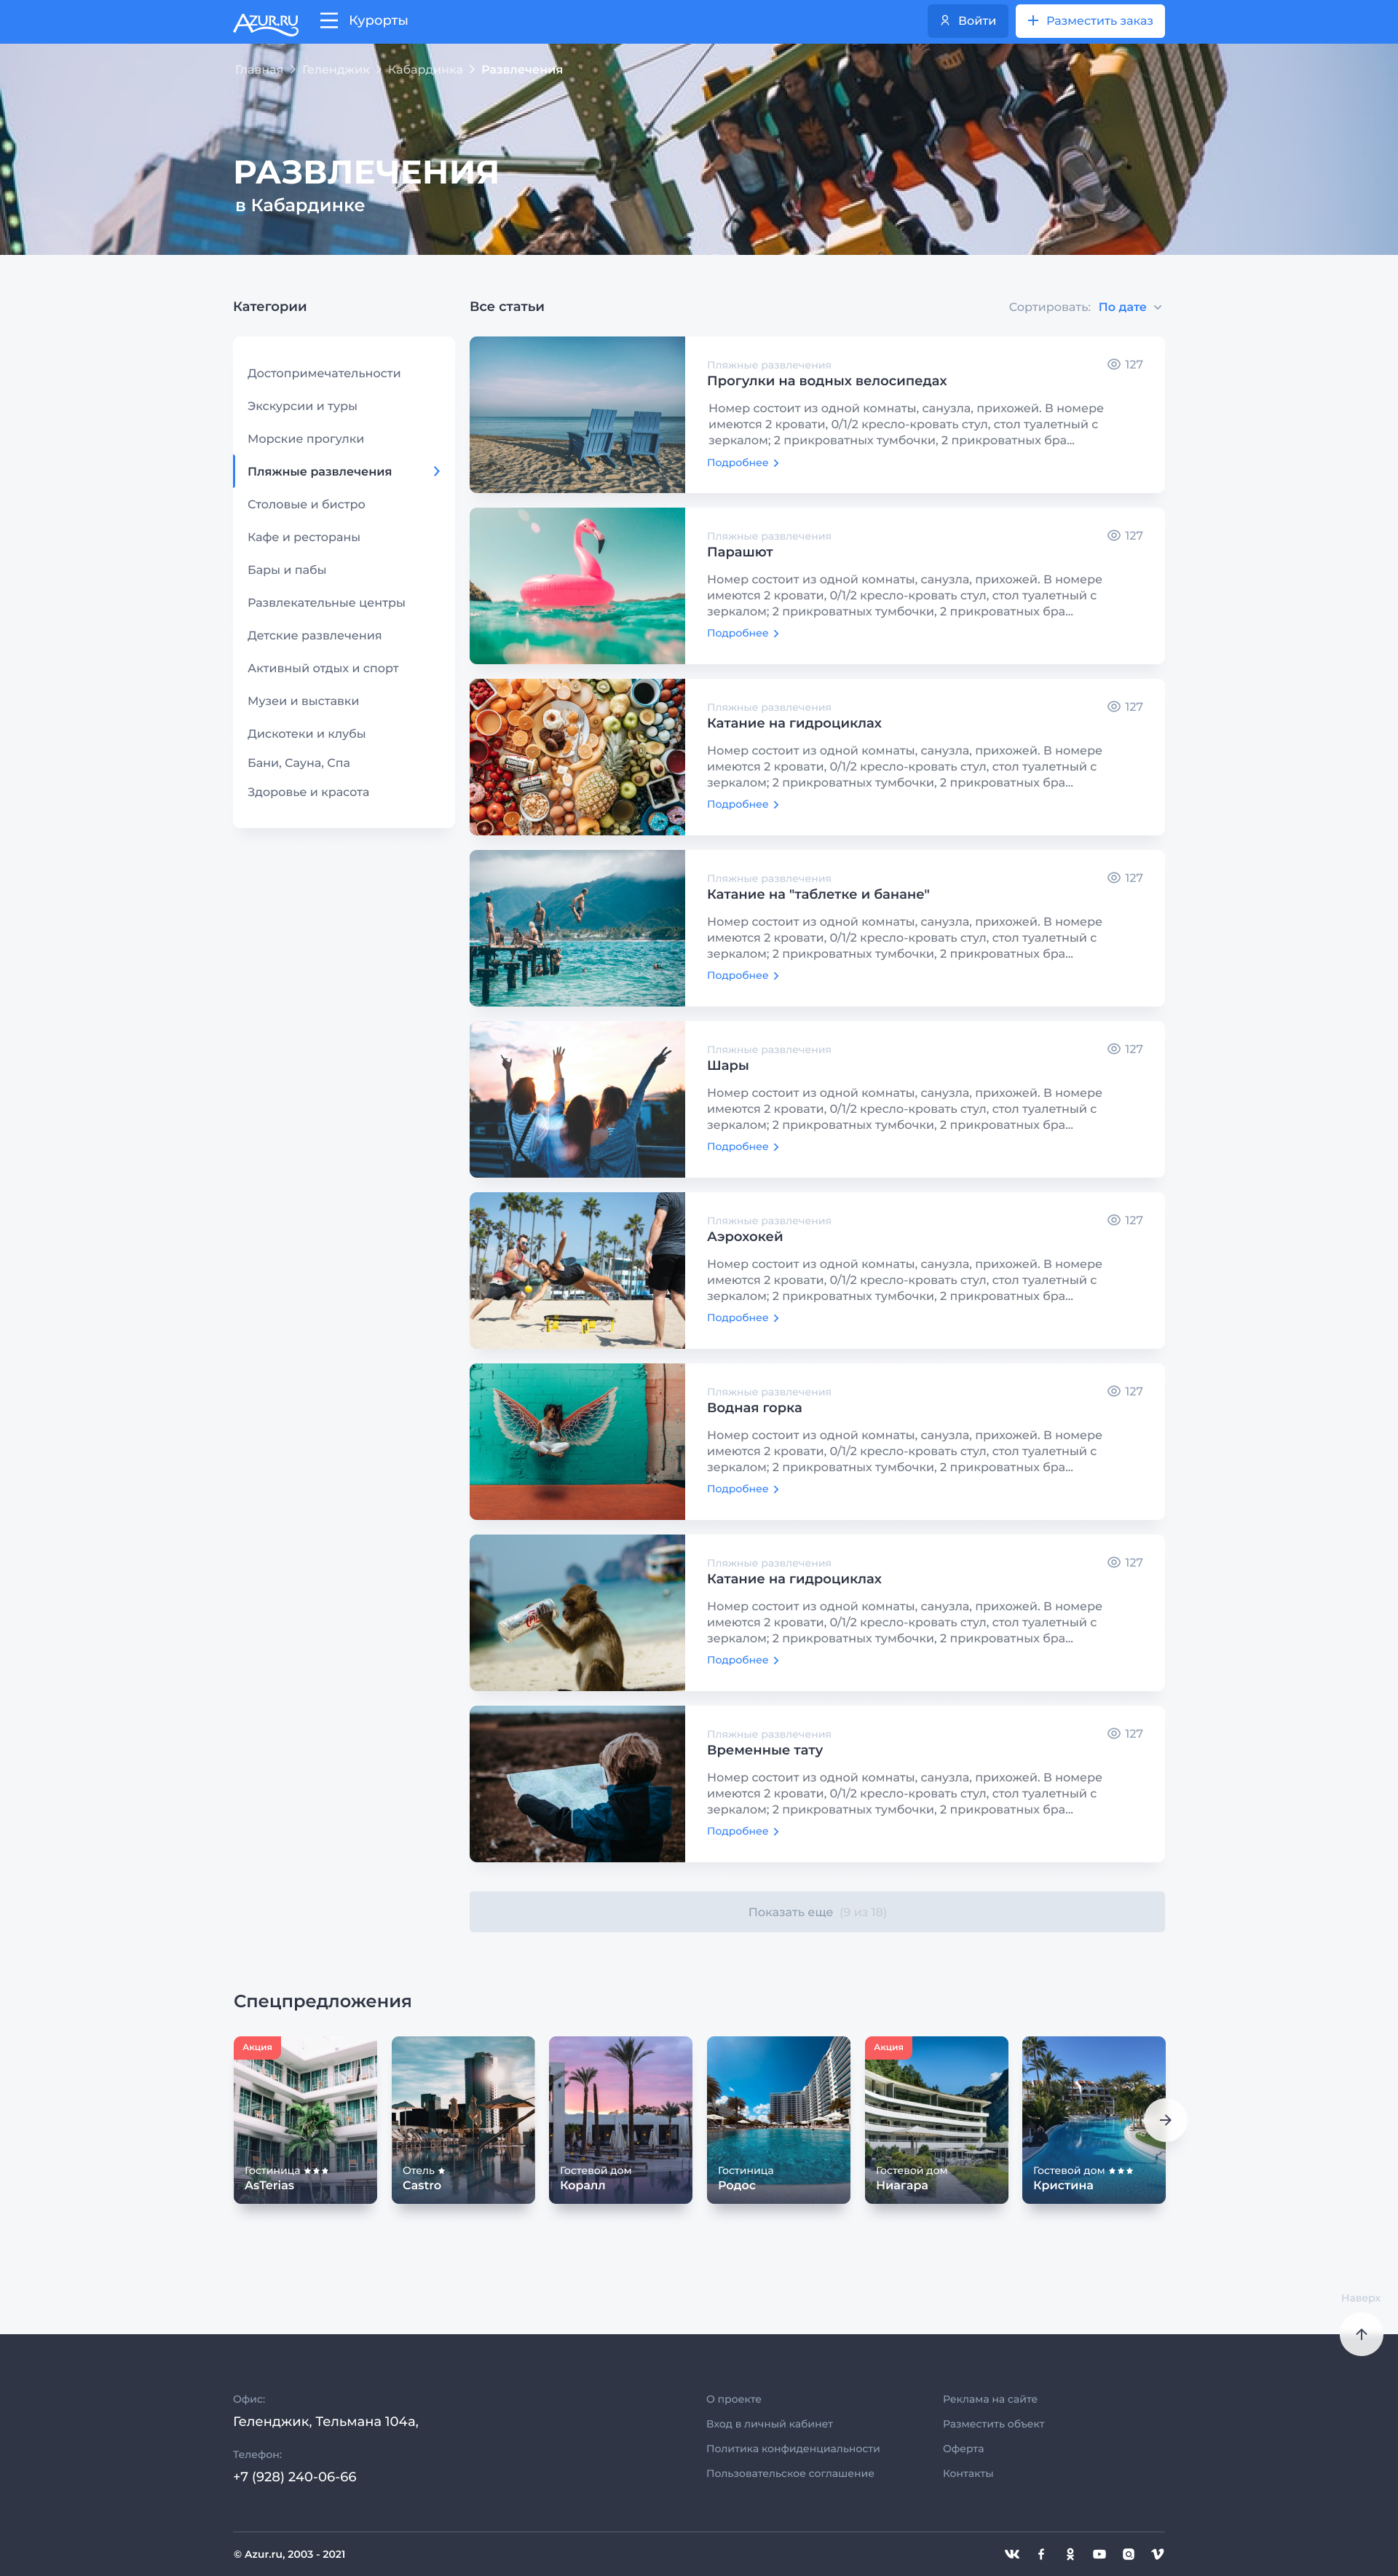 AZUR.RU
Курорты
Войти
Разместить заказ
Главная > Геленджик > Кабардинка > Развлечения
РАЗВЛЕЧЕНИЯ
в Кабардинке
Категории
Достопримечательности
Экскурсии и туры
Морские прогулки
Пляжные развлечения
Столовые и бистро
Кафе и рестораны
Бары и пабы
Развлекательные центры
Детские развлечения
Активный отдых и спорт
Музеи и выставки
Дискотеки и клубы
Бани, Сауна, Спа
Здоровье и красота
Все статьи
Сортировать: По дате
Пляжные развлечения
127
Прогулки на водных велосипедах
Номер состоит из одной комнаты, санузла, прихожей. В номере
имеются 2 кровати, 0/1/2 кресло-кровать стул, стол туалетный с
зеркалом; 2 прикроватных тумбочки, 2 прикроватных бра...
Подробнее
Пляжные развлечения
127
Парашют
Номер состоит из одной комнаты, санузла, прихожей. В номере
имеются 2 кровати, 0/1/2 кресло-кровать стул, стол туалетный с
зеркалом; 2 прикроватных тумбочки, 2 прикроватных бра...
Подробнее
Пляжные развлечения
127
Катание на гидроциклах
Номер состоит из одной комнаты, санузла, прихожей. В номере
имеются 2 кровати, 0/1/2 кресло-кровать стул, стол туалетный с
зеркалом; 2 прикроватных тумбочки, 2 прикроватных бра...
Подробнее
Пляжные развлечения
127
Катание на "таблетке и банане"
Номер состоит из одной комнаты, санузла, прихожей. В номере
имеются 2 кровати, 0/1/2 кресло-кровать стул, стол туалетный с
зеркалом; 2 прикроватных тумбочки, 2 прикроватных бра...
Подробнее
Пляжные развлечения
127
Шары
Номер состоит из одной комнаты, санузла, прихожей. В номере
имеются 2 кровати, 0/1/2 кресло-кровать стул, стол туалетный с
зеркалом; 2 прикроватных тумбочки, 2 прикроватных бра...
Подробнее
Пляжные развлечения
127
Аэрохокей
Номер состоит из одной комнаты, санузла, прихожей. В номере
имеются 2 кровати, 0/1/2 кресло-кровать стул, стол туалетный с
зеркалом; 2 прикроватных тумбочки, 2 прикроватных бра...
Подробнее
Пляжные развлечения
127
Водная горка
Номер состоит из одной комнаты, санузла, прихожей. В номере
имеются 2 кровати, 0/1/2 кресло-кровать стул, стол туалетный с
зеркалом; 2 прикроватных тумбочки, 2 прикроватных бра...
Подробнее
Пляжные развлечения
127
Катание на гидроциклах
Номер состоит из одной комнаты, санузла, прихожей. В номере
имеются 2 кровати, 0/1/2 кресло-кровать стул, стол туалетный с
зеркалом; 2 прикроватных тумбочки, 2 прикроватных бра...
Подробнее
Пляжные развлечения
127
Временные тату
Номер состоит из одной комнаты, санузла, прихожей. В номере
имеются 2 кровати, 0/1/2 кресло-кровать стул, стол туалетный с
зеркалом; 2 прикроватных тумбочки, 2 прикроватных бра...
Подробнее
Показать еще (9 из 18)
Спецпредложения
Акция
Гостиница
AsTerias
Отель
Castro
Гостевой дом
Коралл
Гостиница
Родос
Акция
Гостевой дом
Ниагара
Гостевой дом
Кристина
Наверх
Офис:
Геленджик, Тельмана 104а,
Телефон:
+7 (928) 240-06-66
О проекте
Вход в личный кабинет
Политика конфиденциальности
Пользовательское соглашение
Реклама на сайте
Разместить объект
Оферта
Контакты
© Azur.ru, 2003 - 2021